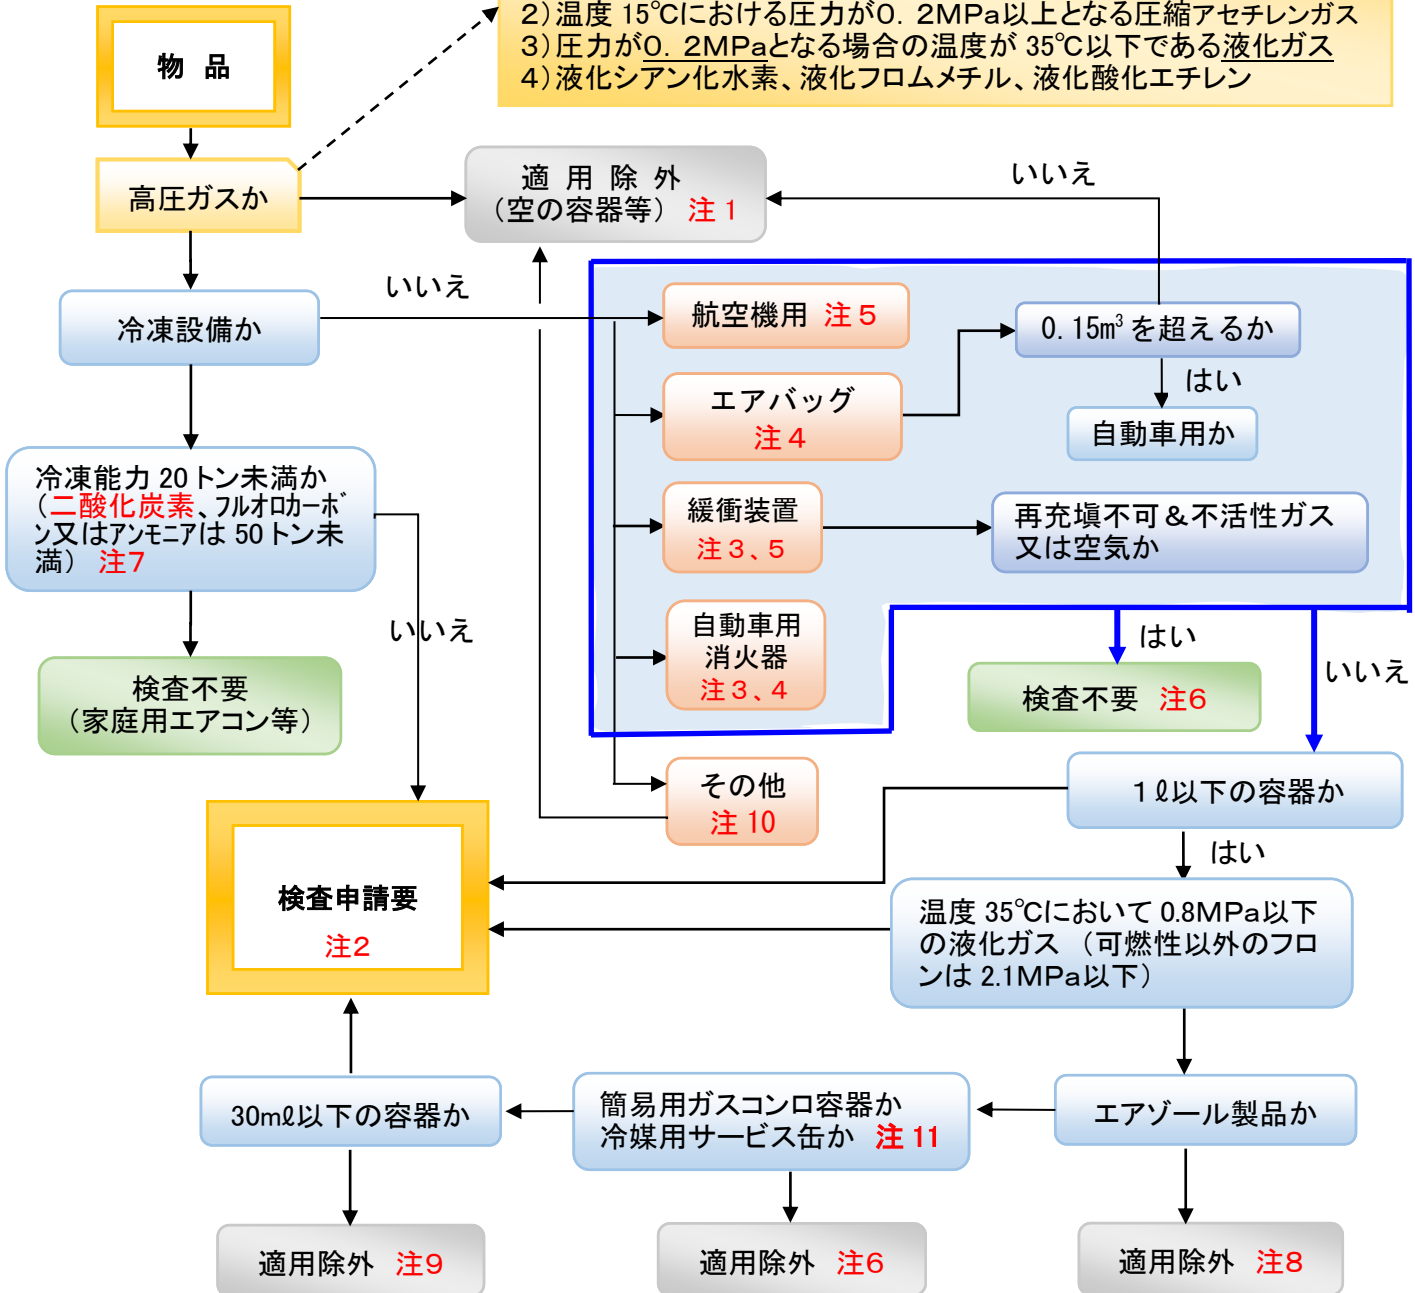 2）温度 15℃における圧力が0．2MPa以上となる圧縮アセチレンガス
3）圧力が0．2MPaとなる場合の温度が 35℃以下である液化ガス
4）液化シアン化水素、液化フロムメチル、液化酸化エチレン
物 品
高圧ガスか
適 用 除 外
（空の容器等） 注１
いいえ
いいえ
冷凍設備か
航空機用 注５
0.15m³を超えるか
はい
エアバッグ
注４
自動車用か
冷凍能力 20 トン未満か
（二酸化炭素、フルオロカーボ
ン又はアンモニアは 50 トン未
満） 注7
緩衝装置
注３、５
再充塡不可＆不活性ガス
又は空気か
いいえ
自動車用
消火器
注３、４
はい
いいえ
検査不要
（家庭用エアコン等）
検査不要 注6
その他
注 10
１ℓ以下の容器か
はい
検査申請要
注2
温度 35℃において 0.8MPa以下
の液化ガス （可燃性以外のフロ
ンは 2.1MPa以下）
30mℓ以下の容器か
簡易用ガスコンロ容器か
冷媒用サービス缶か 注 11
エアゾール製品か
適用除外 注9
適用除外 注6
適用除外 注8